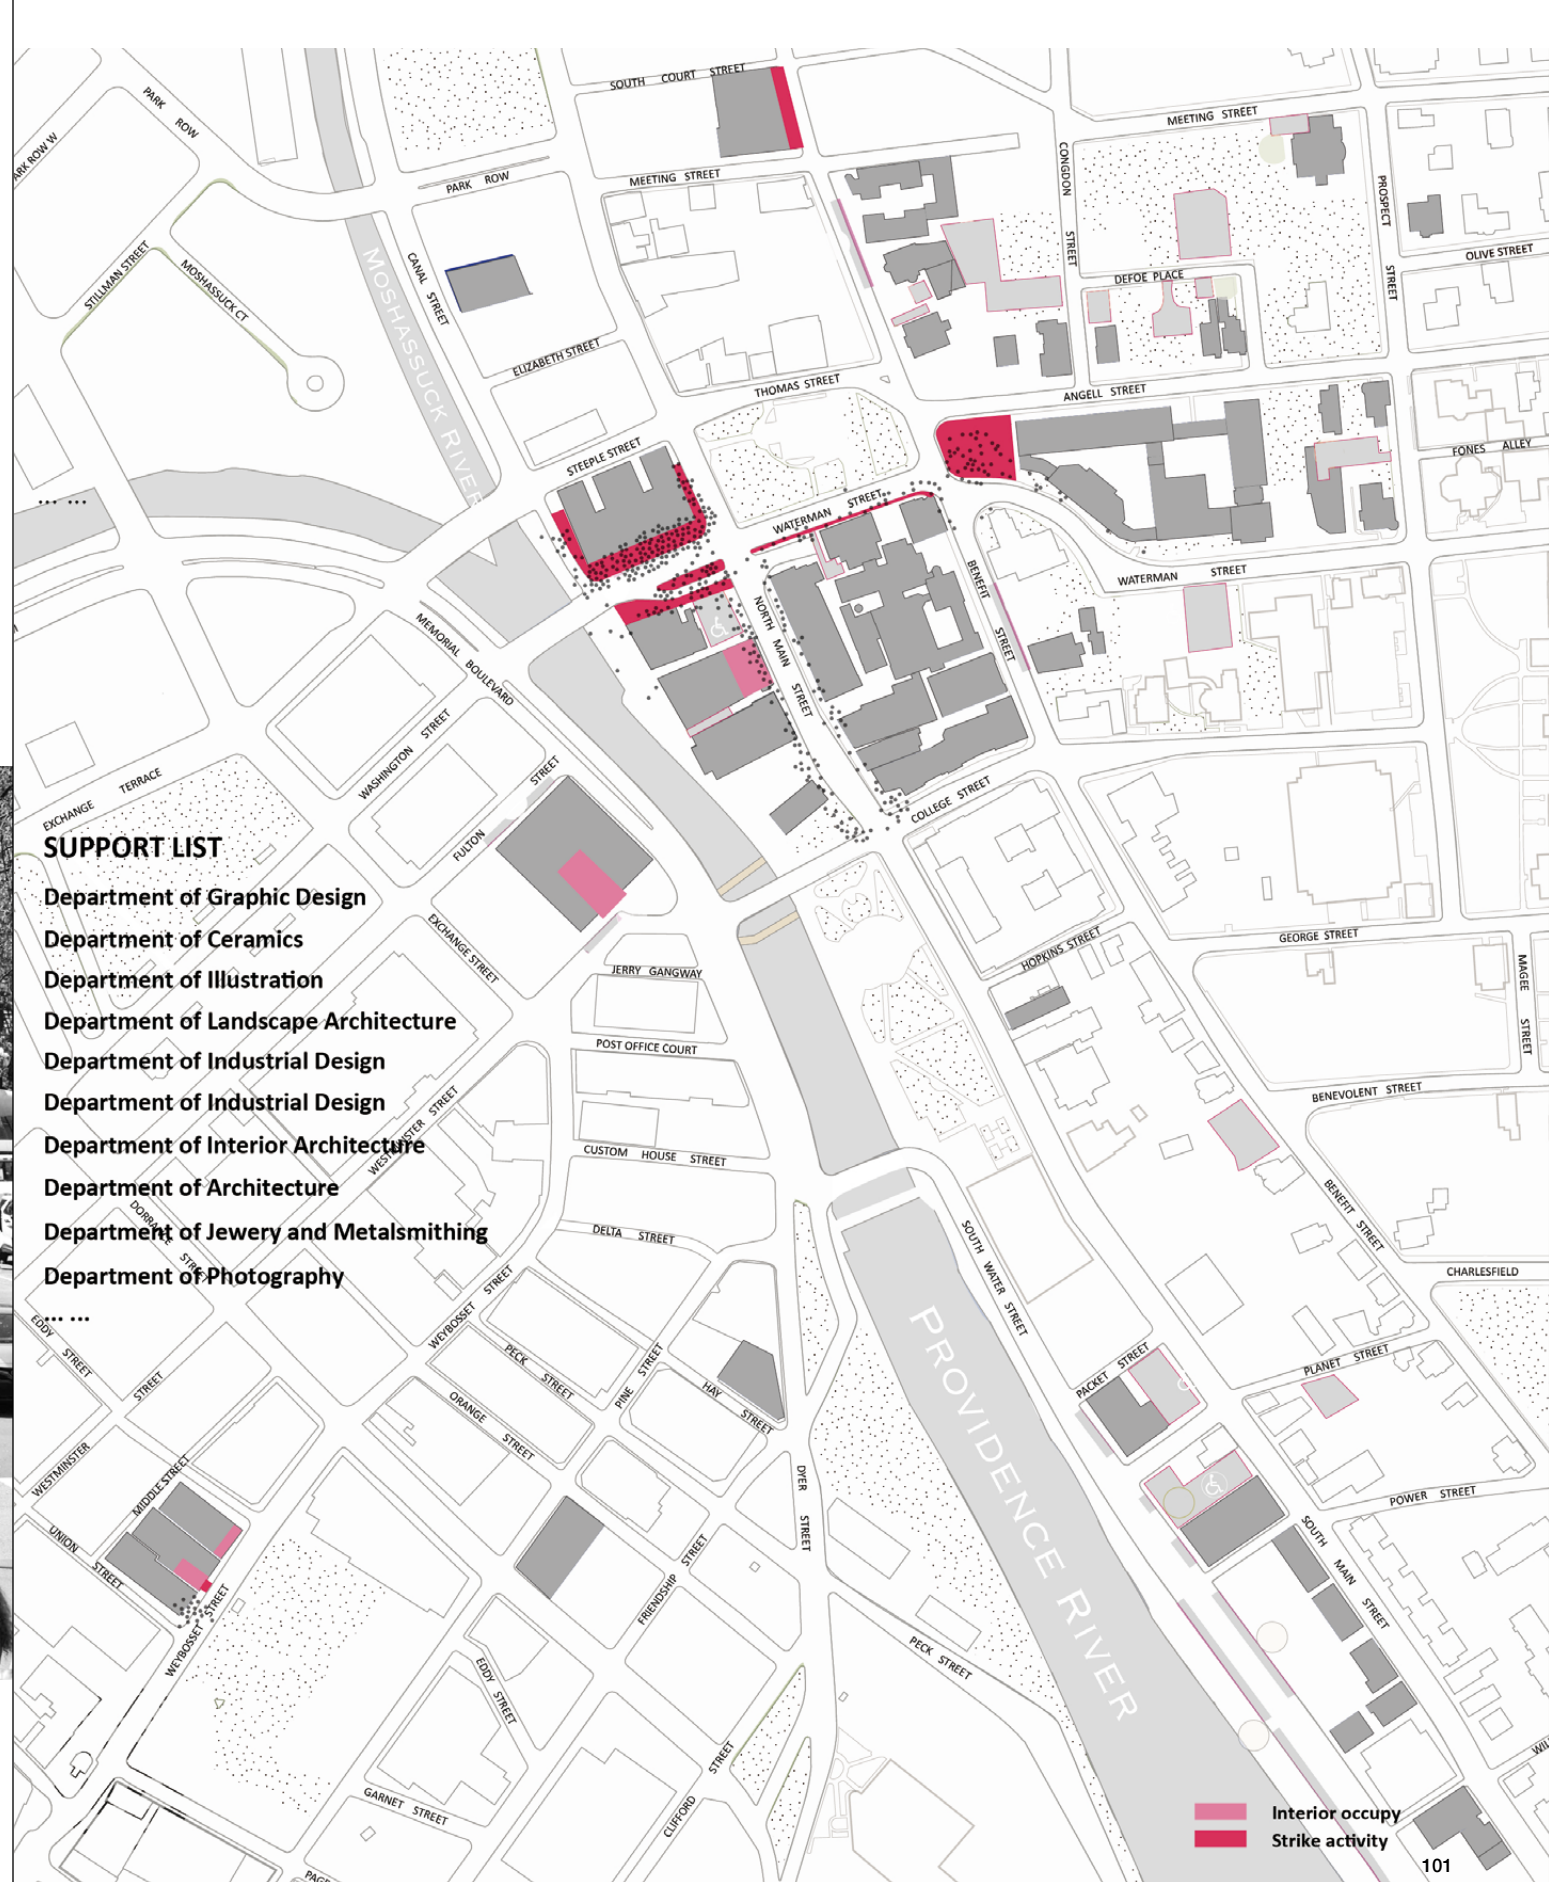 SOUTH COURT STREET
PARK ROW
MEETING STREET
ARK ROW W
PARK ROW
MEETING STREET
CONGDON STREET
PROSPECT STREET
OLIVE STREET
STILLMAN STREET
MOSHASSUCK CT
CANAL STREET
MOSHASSUCK RIVER
DEFOE PLACE
ELIZABETH STREET
THOMAS STREET
ANGELL STREET
FONES ALLEY
STEEPLE STREET
... ...
WATERMAN STREET
BENEFIT STREET
WATERMAN STREET
NORTH MAIN STREET
MEMORIAL BOULEVARD
WASHINGTON STREET
EXCHANGE TERRACE
FULTON STREET
COLLEGE STREET
SUPPORT LIST
Department of Graphic Design
Department of Ceramics
Department of Illustration
Department of Landscape Architecture
Department of Industrial Design
Department of Industrial Design
Department of Interior Architecture
Department of Architecture
Department of Jewery and Metalsmithing
Department of Photography
... ...
EXCHANGE STREET
HOPKINS STREET
GEORGE STREET
MAGEE STREET
JERRY GANGWAY
POST OFFICE COURT
WESTMINSTER STREET
BENEVOLENT STREET
CUSTOM HOUSE STREET
DORRANCE STREET
DELTA STREET
BENEFIT STREET
SOUTH WATER STREET
CHARLESFIELD
WEYBOSSET STREET
EDDY STREET
PECK STREET
PINE STREET
HAY STREET
ORANGE STREET
PACKET STREET
PLANET STREET
PROVIDENCE RIVER
WESTMINSTER STREET
MIDDLE STREET
UNION STREET
DYER STREET
POWER STREET
SOUTH MAIN STREET
FRIENDSHIP STREET
WEYBOSSET STREET
PECK STREET
EDDY STREET
GARNET STREET
CLIFFORD STREET
Interior occupy
Strike activity
101